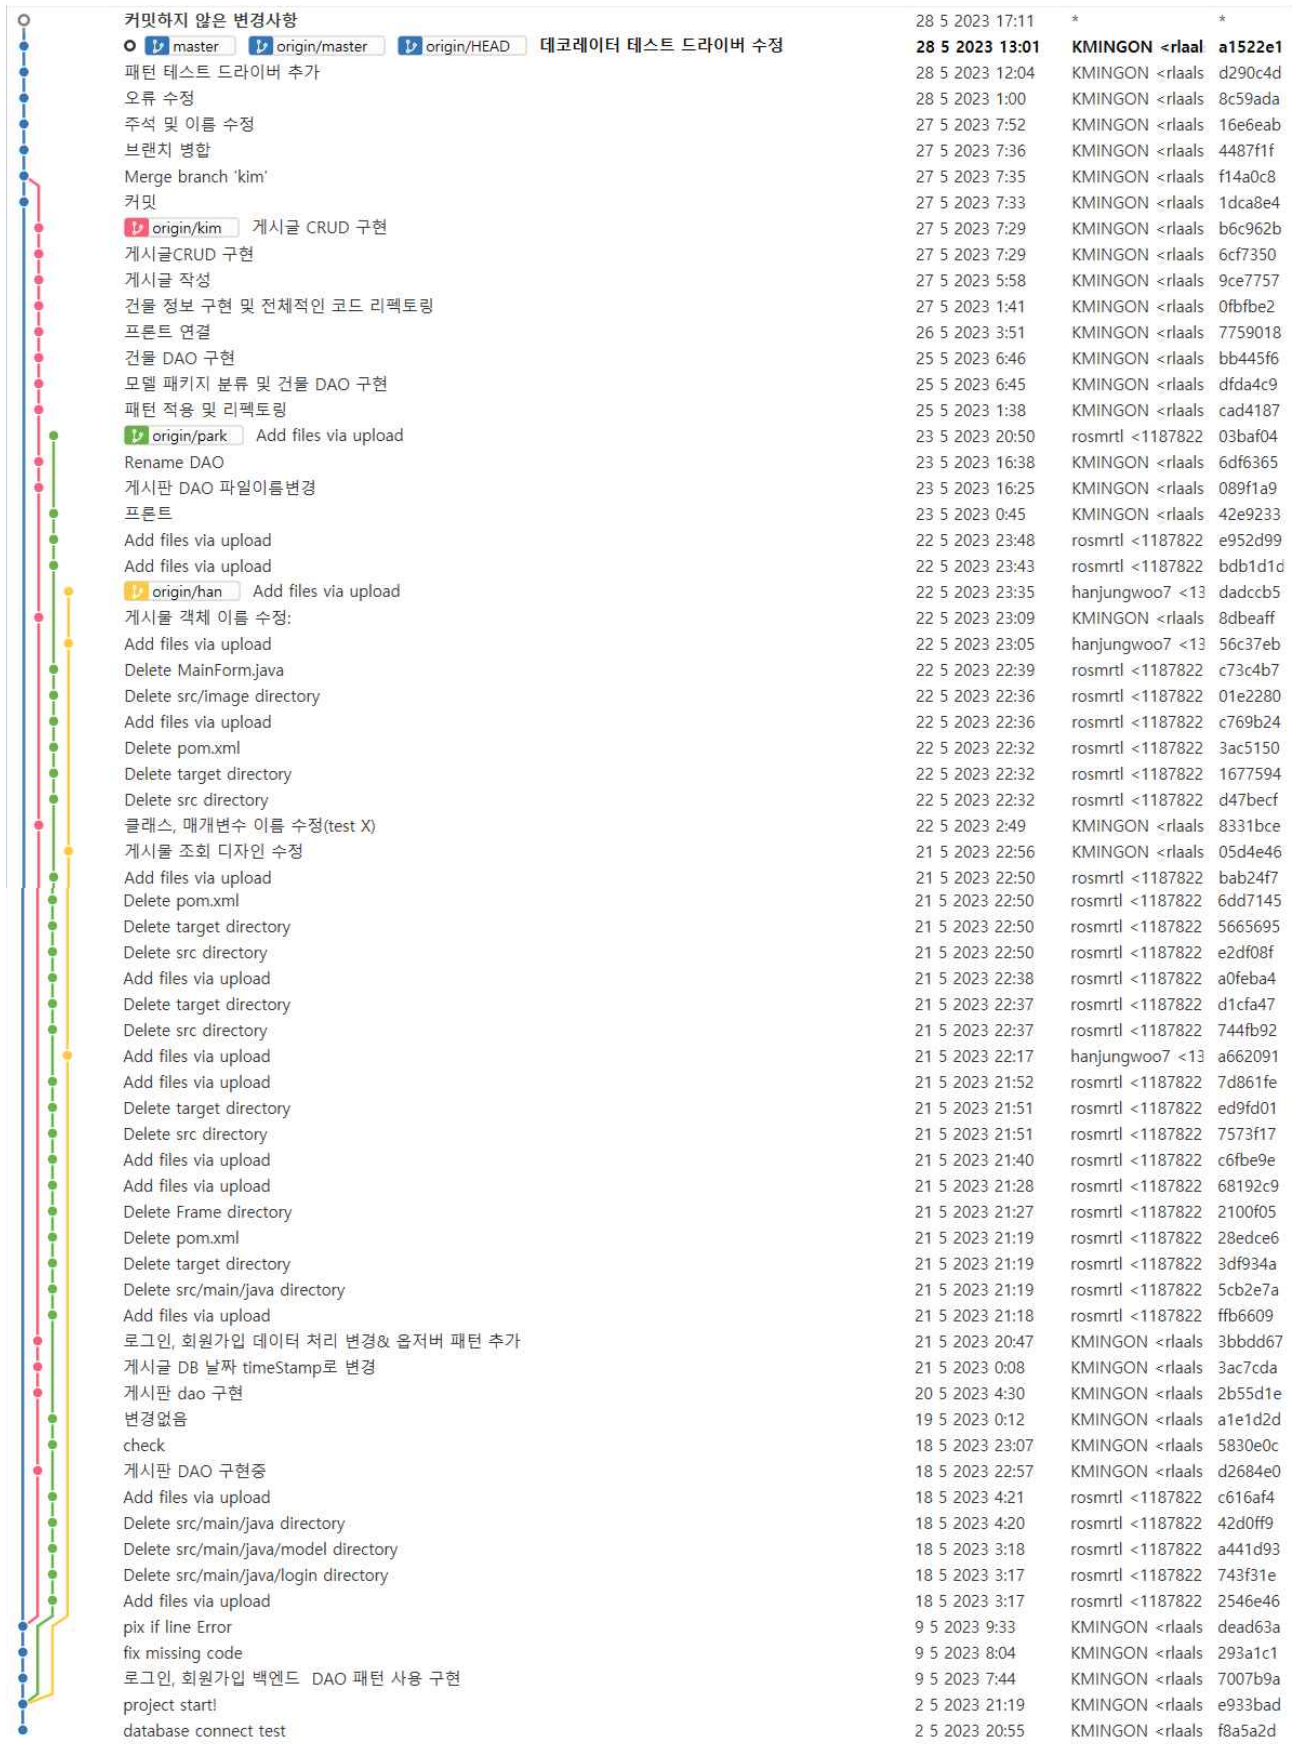 커밋하지 않은 변경사항 28 5 2023 17:11 * *
master origin/master origin/HEAD 데코레이터 테스트 드라이버 수정 28 5 2023 13:01 KMINGON <rlaal a1522e1
패턴 테스트 드라이버 추가 28 5 2023 12:04 KMINGON <rlaals d290c4d
오류 수정 28 5 2023 1:00 KMINGON <rlaals 8c59ada
주석 및 이름 수정 27 5 2023 7:52 KMINGON <rlaals 16e6eab
브랜치 병합 27 5 2023 7:36 KMINGON <rlaals 4487f1f
Merge branch 'kim' 27 5 2023 7:35 KMINGON <rlaals f14a0c8
커밋 27 5 2023 7:33 KMINGON <rlaals 1dca8e4
origin/kim 게시글 CRUD 구현 27 5 2023 7:29 KMINGON <rlaals b6c962b
게시글CRUD 구현 27 5 2023 7:29 KMINGON <rlaals 6cf7350
게시글 작성 27 5 2023 5:58 KMINGON <rlaals 9ce7757
건물 정보 구현 및 전체적인 코드 리펙토링 27 5 2023 1:41 KMINGON <rlaals 0fbfbe2
프론트 연결 26 5 2023 3:51 KMINGON <rlaals 7759018
건물 DAO 구현 25 5 2023 6:46 KMINGON <rlaals bb445f6
모델 패키지 분류 및 건물 DAO 구현 25 5 2023 6:45 KMINGON <rlaals dfda4c9
패턴 적용 및 리펙토링 25 5 2023 1:38 KMINGON <rlaals cad4187
origin/park Add files via upload 23 5 2023 20:50 rosmrtl <1187822 03baf04
Rename DAO 23 5 2023 16:38 KMINGON <rlaals 6df6365
게시판 DAO 파일이름변경 23 5 2023 16:25 KMINGON <rlaals 089f1a9
프론트 23 5 2023 0:45 KMINGON <rlaals 42e9233
Add files via upload 22 5 2023 23:48 rosmrtl <1187822 e952d99
Add files via upload 22 5 2023 23:43 rosmrtl <1187822 bdb1d1d
origin/han Add files via upload 22 5 2023 23:35 hanjungwoo7 <13 dadccb5
게시물 객체 이름 수정: 22 5 2023 23:09 KMINGON <rlaals 8dbeaff
Add files via upload 22 5 2023 23:05 hanjungwoo7 <13 56c37eb
Delete MainForm.java 22 5 2023 22:39 rosmrtl <1187822 c73c4b7
Delete src/image directory 22 5 2023 22:36 rosmrtl <1187822 01e2280
Add files via upload 22 5 2023 22:36 rosmrtl <1187822 c769b24
Delete pom.xml 22 5 2023 22:32 rosmrtl <1187822 3ac5150
Delete target directory 22 5 2023 22:32 rosmrtl <1187822 1677594
Delete src directory 22 5 2023 22:32 rosmrtl <1187822 d47becf
클래스, 매개변수 이름 수정(test X) 22 5 2023 2:49 KMINGON <rlaals 8331bce
게시물 조회 디자인 수정 21 5 2023 22:56 KMINGON <rlaals 05d4e46
Add files via upload 21 5 2023 22:50 rosmrtl <1187822 bab24f7
Delete pom.xml 21 5 2023 22:50 rosmrtl <1187822 6dd7145
Delete target directory 21 5 2023 22:50 rosmrtl <1187822 5665695
Delete src directory 21 5 2023 22:50 rosmrtl <1187822 e2df08f
Add files via upload 21 5 2023 22:38 rosmrtl <1187822 a0feba4
Delete target directory 21 5 2023 22:37 rosmrtl <1187822 d1cfa47
Delete src directory 21 5 2023 22:37 rosmrtl <1187822 744fb92
Add files via upload 21 5 2023 22:17 hanjungwoo7 <13 a662091
Add files via upload 21 5 2023 21:52 rosmrtl <1187822 7d861fe
Delete target directory 21 5 2023 21:51 rosmrtl <1187822 ed9fd01
Delete src directory 21 5 2023 21:51 rosmrtl <1187822 7573f17
Add files via upload 21 5 2023 21:40 rosmrtl <1187822 c6fbe9e
Add files via upload 21 5 2023 21:28 rosmrtl <1187822 68192c9
Delete Frame directory 21 5 2023 21:27 rosmrtl <1187822 2100f05
Delete pom.xml 21 5 2023 21:19 rosmrtl <1187822 28edce6
Delete target directory 21 5 2023 21:19 rosmrtl <1187822 3df934a
Delete src/main/java directory 21 5 2023 21:19 rosmrtl <1187822 5cb2e7a
Add files via upload 21 5 2023 21:18 rosmrtl <1187822 ffb6609
로그인, 회원가입 데이터 처리 변경& 옵저버 패턴 추가 21 5 2023 20:47 KMINGON <rlaals 3bbdd67
게시글 DB 날짜 timeStamp로 변경 21 5 2023 0:08 KMINGON <rlaals 3ac7cda
게시판 dao 구현 20 5 2023 4:30 KMINGON <rlaals 2b55d1e
변경없음 19 5 2023 0:12 KMINGON <rlaals a1e1d2d
check 18 5 2023 23:07 KMINGON <rlaals 5830e0c
게시판 DAO 구현중 18 5 2023 22:57 KMINGON <rlaals d2684e0
Add files via upload 18 5 2023 4:21 rosmrtl <1187822 c616af4
Delete src/main/java directory 18 5 2023 4:20 rosmrtl <1187822 42d0ff9
Delete src/main/java/model directory 18 5 2023 3:18 rosmrtl <1187822 a441d93
Delete src/main/java/login directory 18 5 2023 3:17 rosmrtl <1187822 743f31e
Add files via upload 18 5 2023 3:17 rosmrtl <1187822 2546e46
pix if line Error 9 5 2023 9:33 KMINGON <rlaals dead63a
fix missing code 9 5 2023 8:04 KMINGON <rlaals 293a1c1
로그인, 회원가입 백엔드 DAO 패턴 사용 구현 9 5 2023 7:44 KMINGON <rlaals 7007b9a
project start! 2 5 2023 21:19 KMINGON <rlaals e933bad
database connect test 2 5 2023 20:55 KMINGON <rlaals f8a5a2d